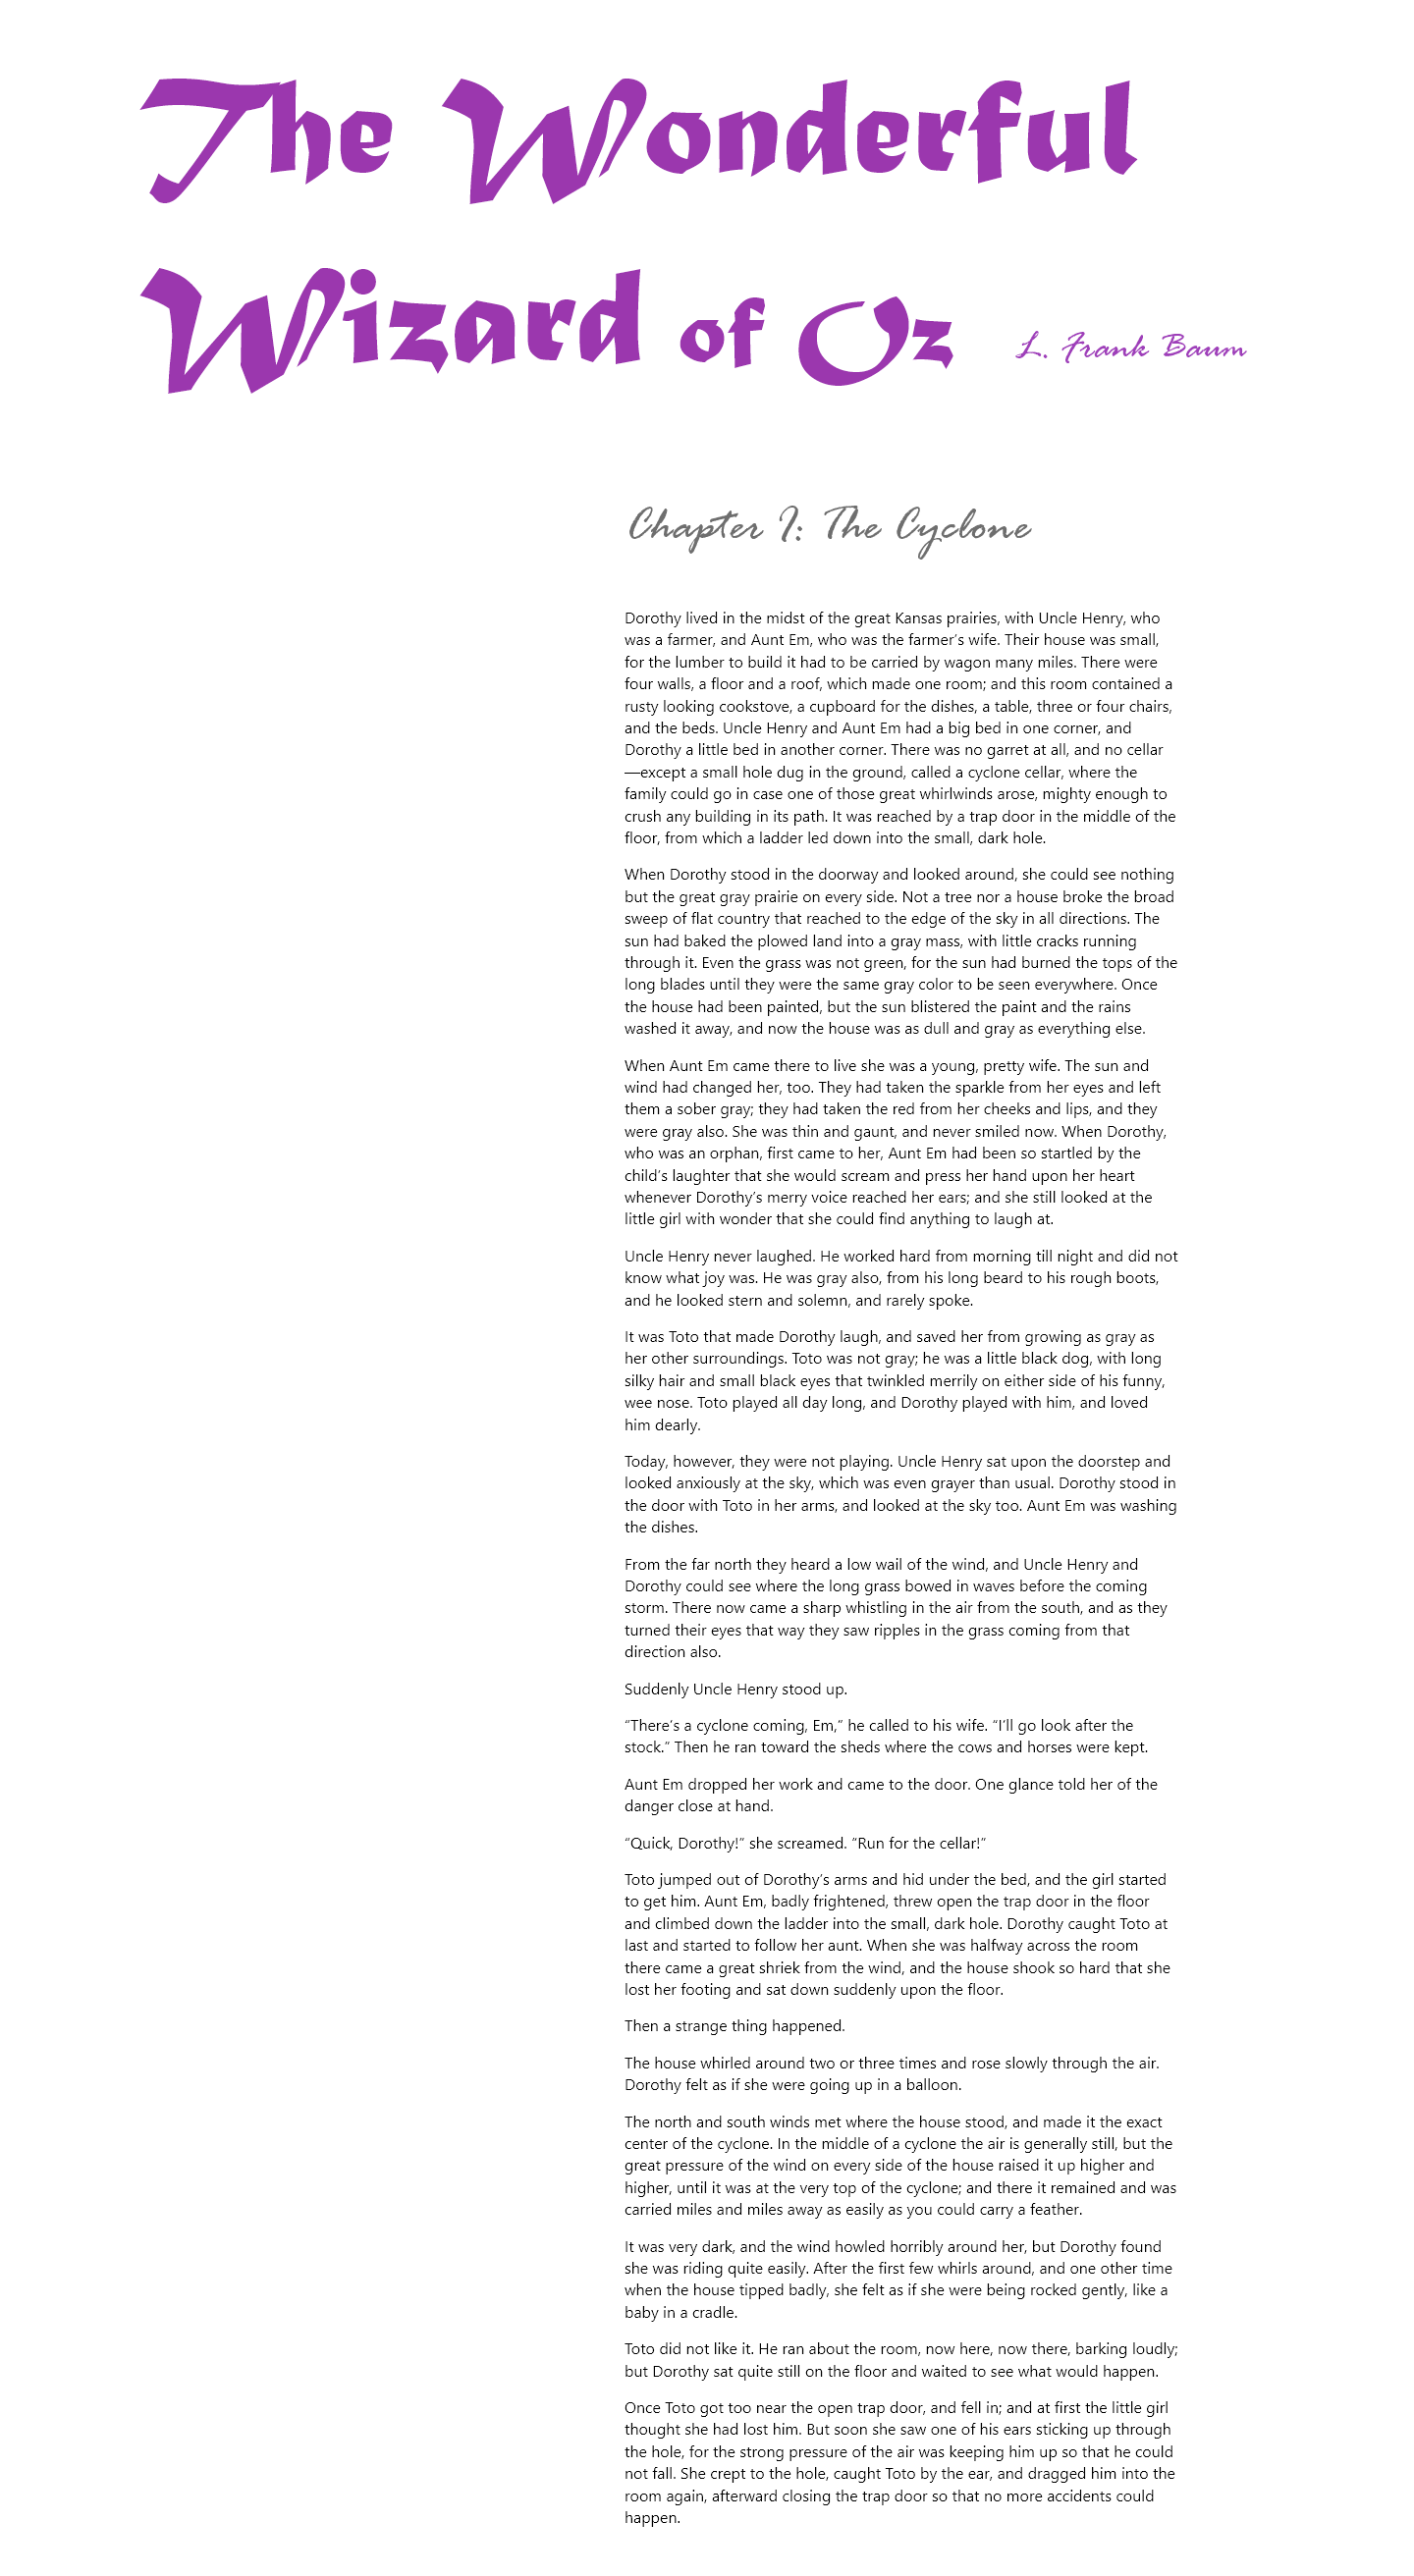 The Wonderful
Wizard of Oz L. Frank Baum
Chapter I: The Cyclone
Dorothy lived in the midst of the great Kansas prairies, with Uncle Henry, who
was a farmer, and Aunt Em, who was the farmer’s wife. Their house was small,
for the lumber to build it had to be carried by wagon many miles. There were
four walls, a floor and a roof, which made one room; and this room contained a
rusty looking cookstove, a cupboard for the dishes, a table, three or four chairs,
and the beds. Uncle Henry and Aunt Em had a big bed in one corner, and
Dorothy a little bed in another corner. There was no garret at all, and no cellar
—except a small hole dug in the ground, called a cyclone cellar, where the
family could go in case one of those great whirlwinds arose, mighty enough to
crush any building in its path. It was reached by a trap door in the middle of the
floor, from which a ladder led down into the small, dark hole.
When Dorothy stood in the doorway and looked around, she could see nothing
but the great gray prairie on every side. Not a tree nor a house broke the broad
sweep of flat country that reached to the edge of the sky in all directions. The
sun had baked the plowed land into a gray mass, with little cracks running
through it. Even the grass was not green, for the sun had burned the tops of the
long blades until they were the same gray color to be seen everywhere. Once
the house had been painted, but the sun blistered the paint and the rains
washed it away, and now the house was as dull and gray as everything else.
When Aunt Em came there to live she was a young, pretty wife. The sun and
wind had changed her, too. They had taken the sparkle from her eyes and left
them a sober gray; they had taken the red from her cheeks and lips, and they
were gray also. She was thin and gaunt, and never smiled now. When Dorothy,
who was an orphan, first came to her, Aunt Em had been so startled by the
child’s laughter that she would scream and press her hand upon her heart
whenever Dorothy’s merry voice reached her ears; and she still looked at the
little girl with wonder that she could find anything to laugh at.
Uncle Henry never laughed. He worked hard from morning till night and did not
know what joy was. He was gray also, from his long beard to his rough boots,
and he looked stern and solemn, and rarely spoke.
It was Toto that made Dorothy laugh, and saved her from growing as gray as
her other surroundings. Toto was not gray; he was a little black dog, with long
silky hair and small black eyes that twinkled merrily on either side of his funny,
wee nose. Toto played all day long, and Dorothy played with him, and loved
him dearly.
Today, however, they were not playing. Uncle Henry sat upon the doorstep and
looked anxiously at the sky, which was even grayer than usual. Dorothy stood in
the door with Toto in her arms, and looked at the sky too. Aunt Em was washing
the dishes.
From the far north they heard a low wail of the wind, and Uncle Henry and
Dorothy could see where the long grass bowed in waves before the coming
storm. There now came a sharp whistling in the air from the south, and as they
turned their eyes that way they saw ripples in the grass coming from that
direction also.
Suddenly Uncle Henry stood up.
“There’s a cyclone coming, Em,” he called to his wife. “I’ll go look after the
stock.” Then he ran toward the sheds where the cows and horses were kept.
Aunt Em dropped her work and came to the door. One glance told her of the
danger close at hand.
“Quick, Dorothy!” she screamed. “Run for the cellar!”
Toto jumped out of Dorothy’s arms and hid under the bed, and the girl started
to get him. Aunt Em, badly frightened, threw open the trap door in the floor
and climbed down the ladder into the small, dark hole. Dorothy caught Toto at
last and started to follow her aunt. When she was halfway across the room
there came a great shriek from the wind, and the house shook so hard that she
lost her footing and sat down suddenly upon the floor.
Then a strange thing happened.
The house whirled around two or three times and rose slowly through the air.
Dorothy felt as if she were going up in a balloon.
The north and south winds met where the house stood, and made it the exact
center of the cyclone. In the middle of a cyclone the air is generally still, but the
great pressure of the wind on every side of the house raised it up higher and
higher, until it was at the very top of the cyclone; and there it remained and was
carried miles and miles away as easily as you could carry a feather.
It was very dark, and the wind howled horribly around her, but Dorothy found
she was riding quite easily. After the first few whirls around, and one other time
when the house tipped badly, she felt as if she were being rocked gently, like a
baby in a cradle.
Toto did not like it. He ran about the room, now here, now there, barking loudly;
but Dorothy sat quite still on the floor and waited to see what would happen.
Once Toto got too near the open trap door, and fell in; and at first the little girl
thought she had lost him. But soon she saw one of his ears sticking up through
the hole, for the strong pressure of the air was keeping him up so that he could
not fall. She crept to the hole, caught Toto by the ear, and dragged him into the
room again, afterward closing the trap door so that no more accidents could
happen.